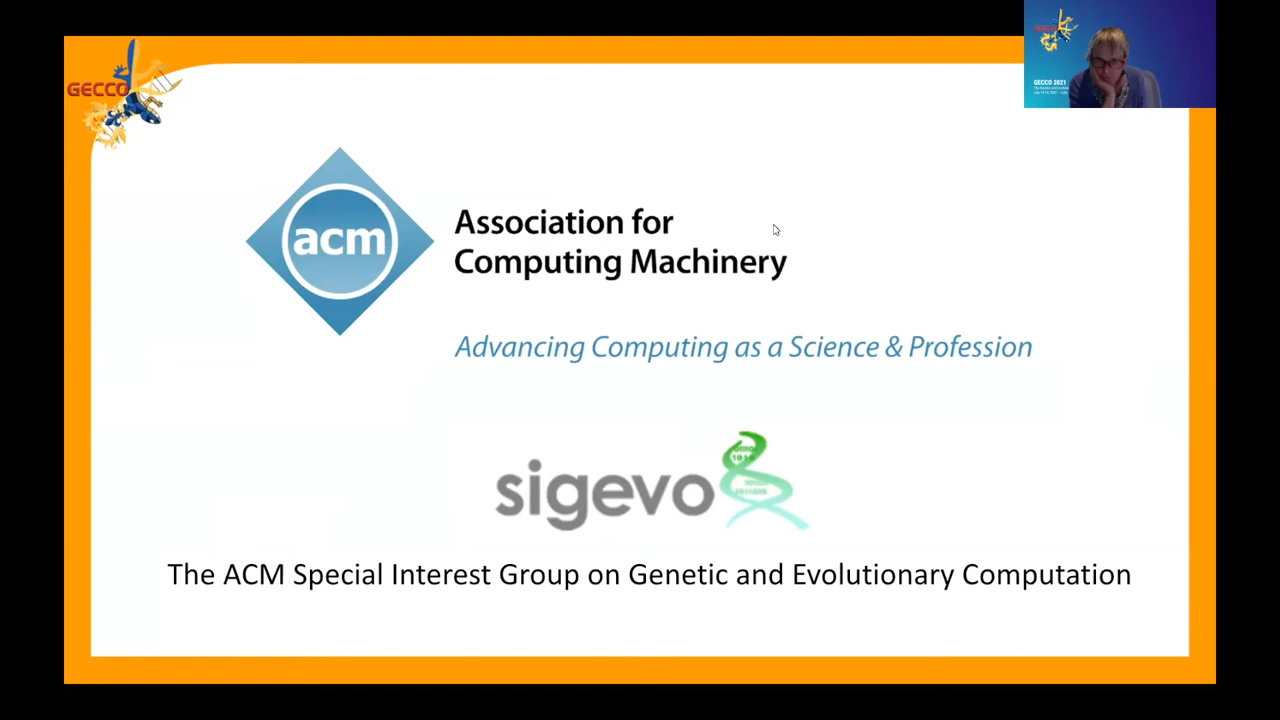 GECCO
GECCO
GECCO 2021
acm
Association for
Computing Machinery
Advancing Computing as a Science & Profession
sigevo
The ACM Special Interest Group on Genetic and Evolutionary Computation